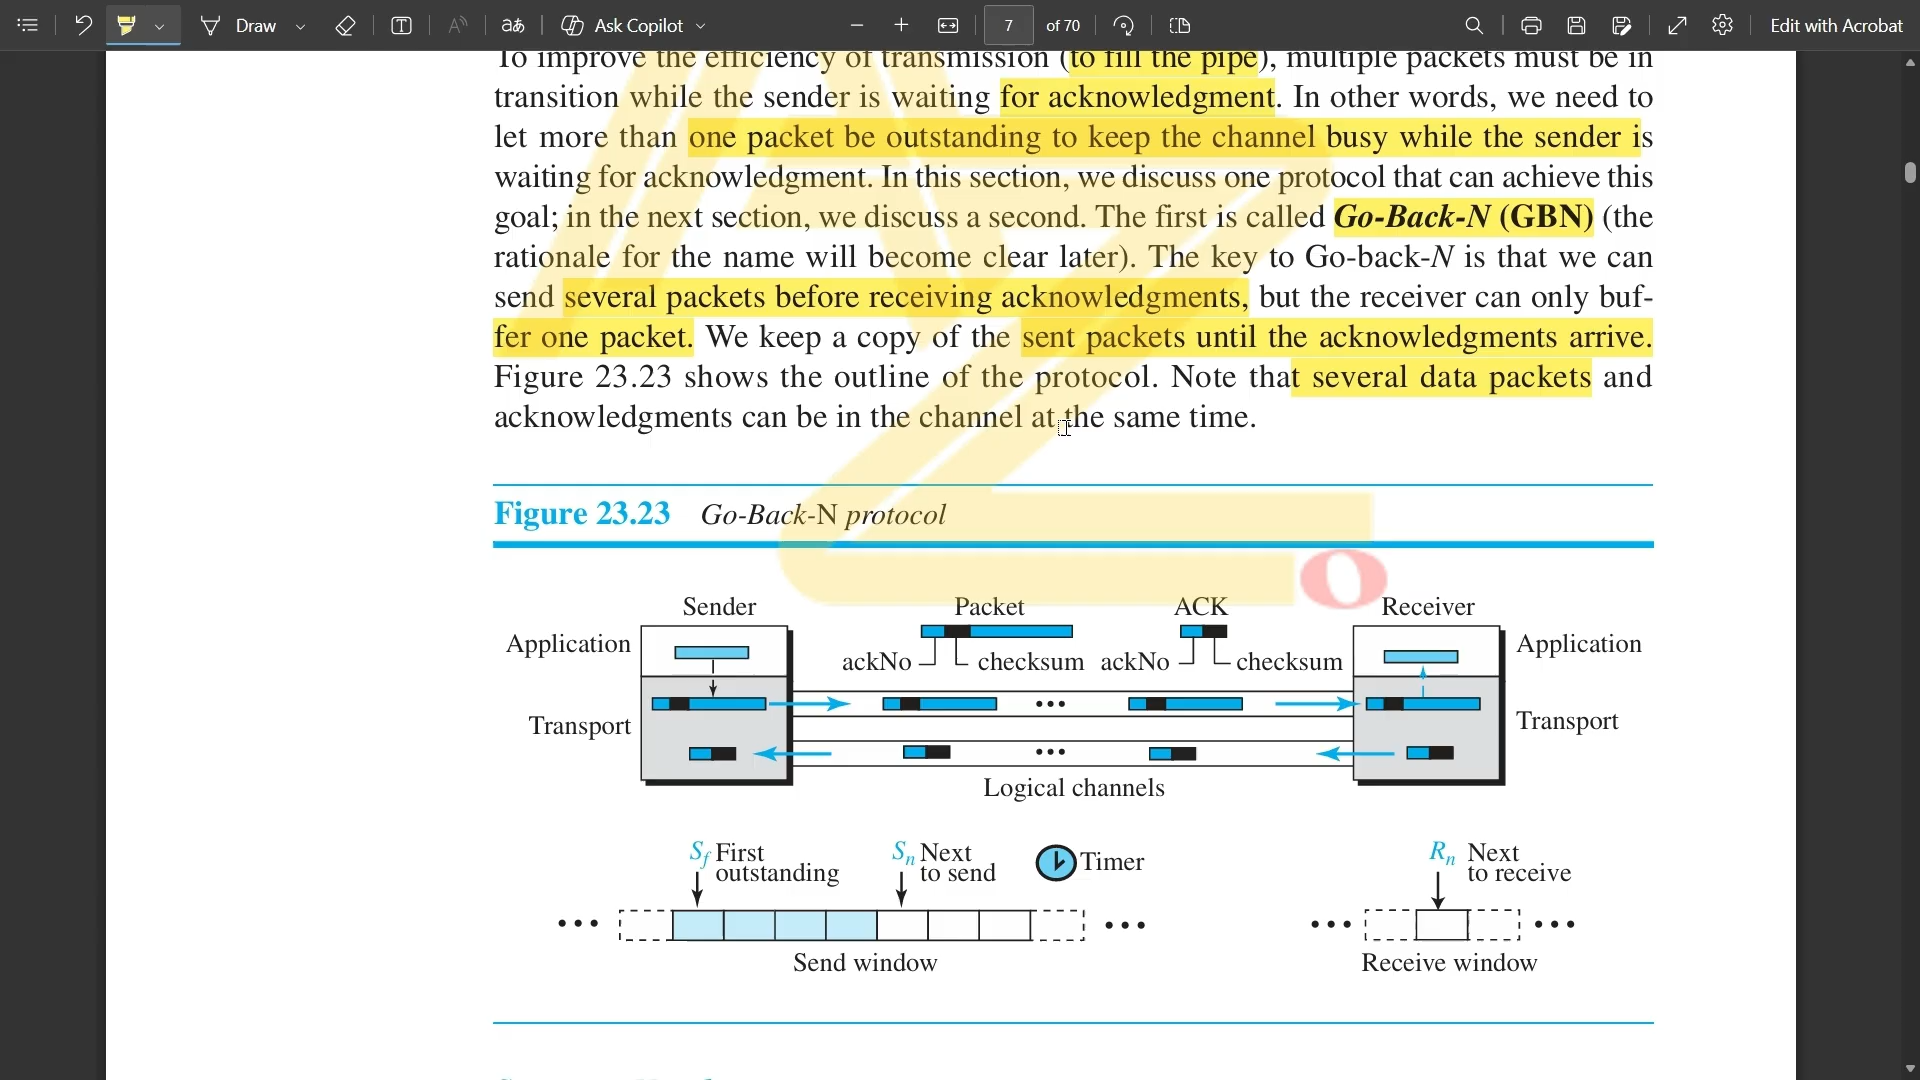 Draw
Ask Copilot
7 of 70
Edit with Acrobat
To improve the efficiency of transmission (to fill the pipe), multiple packets must be in
transition while the sender is waiting for acknowledgment. In other words, we need to
let more than one packet be outstanding to keep the channel busy while the sender is
waiting for acknowledgment. In this section, we discuss one protocol that can achieve this
goal; in the next section, we discuss a second. The first is called Go-Back-N (GBN) (the
rationale for the name will become clear later). The key to Go-back-N is that we can
send several packets before receiving acknowledgments, but the receiver can only buf-
fer one packet. We keep a copy of the sent packets until the acknowledgments arrive.
Figure 23.23 shows the outline of the protocol. Note that several data packets and
acknowledgments can be in the channel at the same time.
Figure 23.23 Go-Back-N protocol
Sender Packet ACK Receiver
Application Application
ackNo checksum ackNo checksum
Transport Transport
Logical channels
Sf First outstanding
Sn Next to send
Timer
Rn Next to receive
Send window Receive window